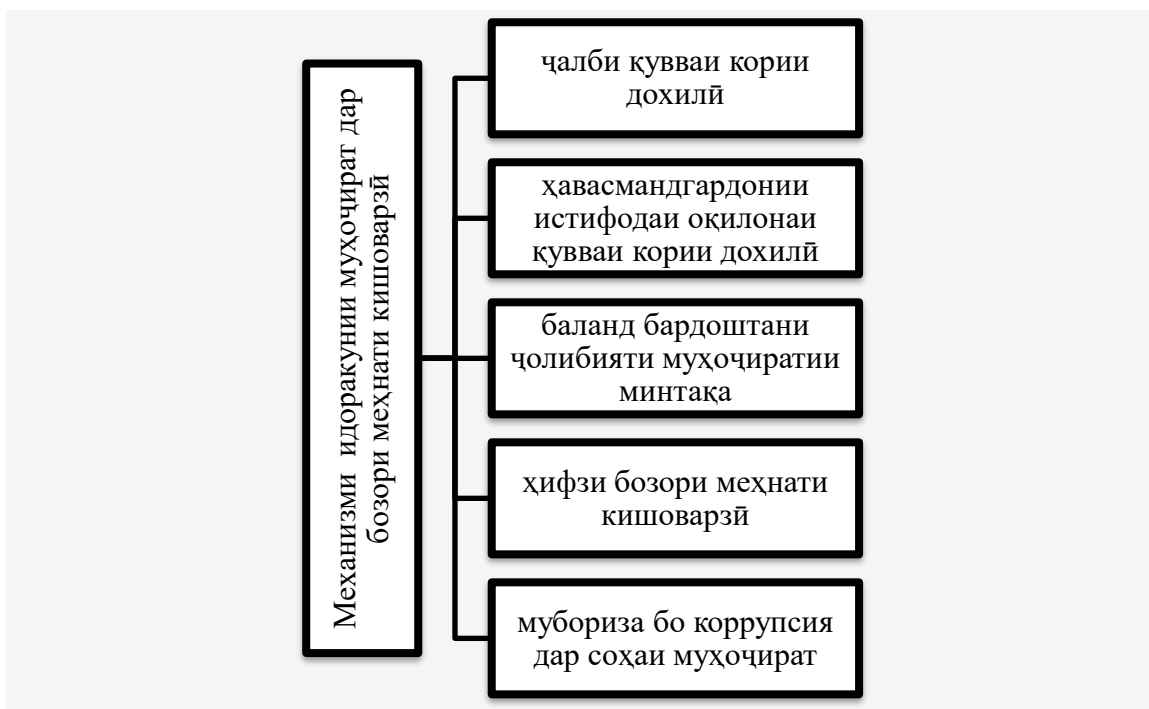 Механизми идоракунии муҳоҷират дар
бозори меҳнати кишоварзӣ
ҷалби қувваи кории
дохилӣ
ҳавасмандгардонии
истифодаи оқилонаи
қувваи кории дохилӣ
баланд бардоштани
ҷолибияти муҳоҷиратии
минтақа
ҳифзи бозори меҳнати
кишоварзӣ
мубориза бо коррупсия
дар соҳаи муҳоҷират